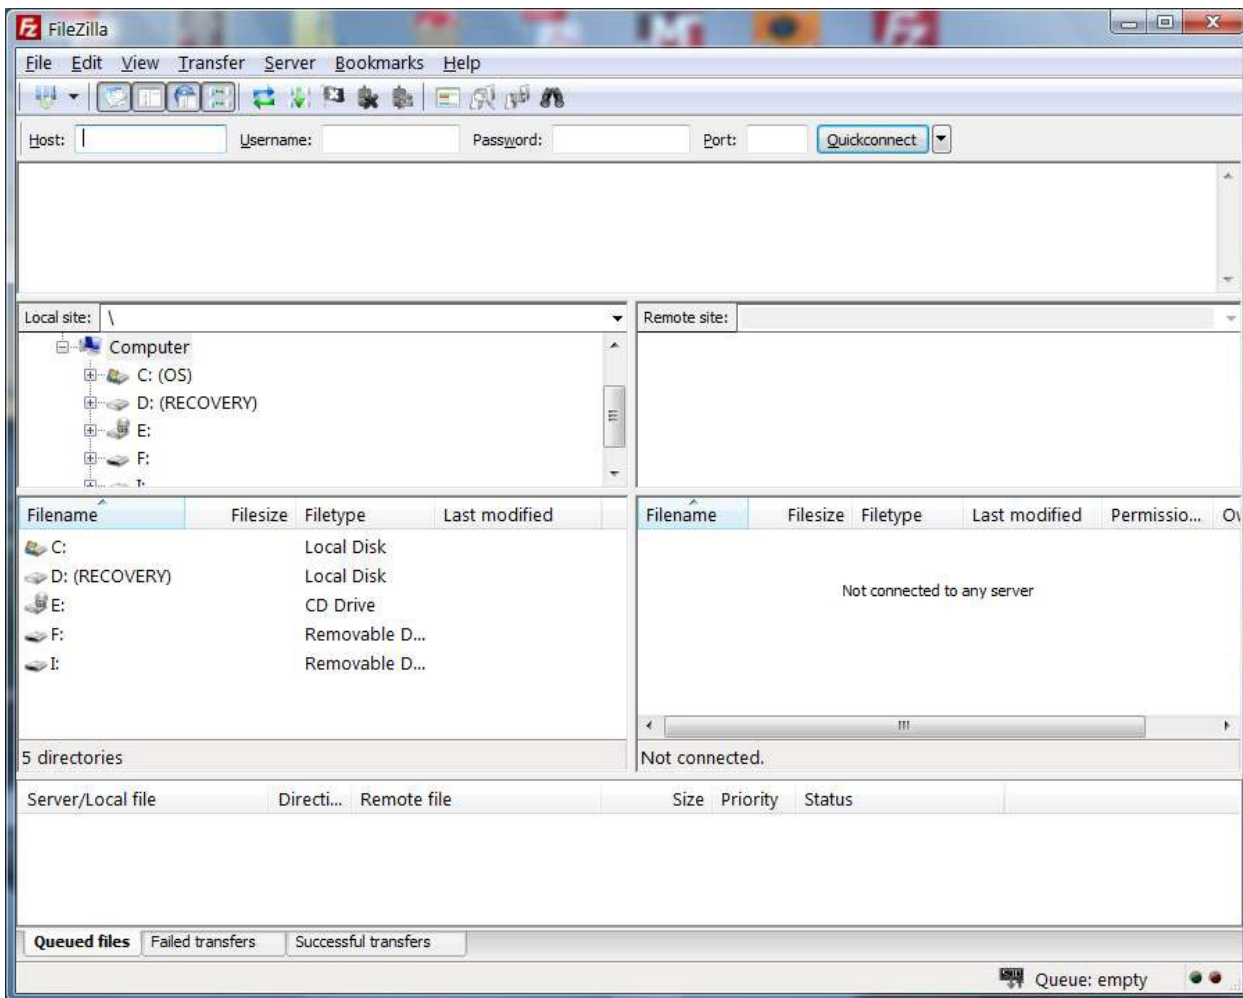 FileZilla
File Edit View Transfer Server Bookmarks Help
Host: Username: Password: Port: Quickconnect
Local site: \ Remote site:
Computer
C: (OS)
D: (RECOVERY)
E:
F:
I:
Filename Filesize Filetype Last modified
C: Local Disk
D: (RECOVERY) Local Disk
E: CD Drive
F: Removable D...
I: Removable D...
5 directories
Filename Filesize Filetype Last modified Permissio... Ow
Not connected to any server
Not connected.
Server/Local file Directi... Remote file Size Priority Status
Queued files Failed transfers Successful transfers
Queue: empty